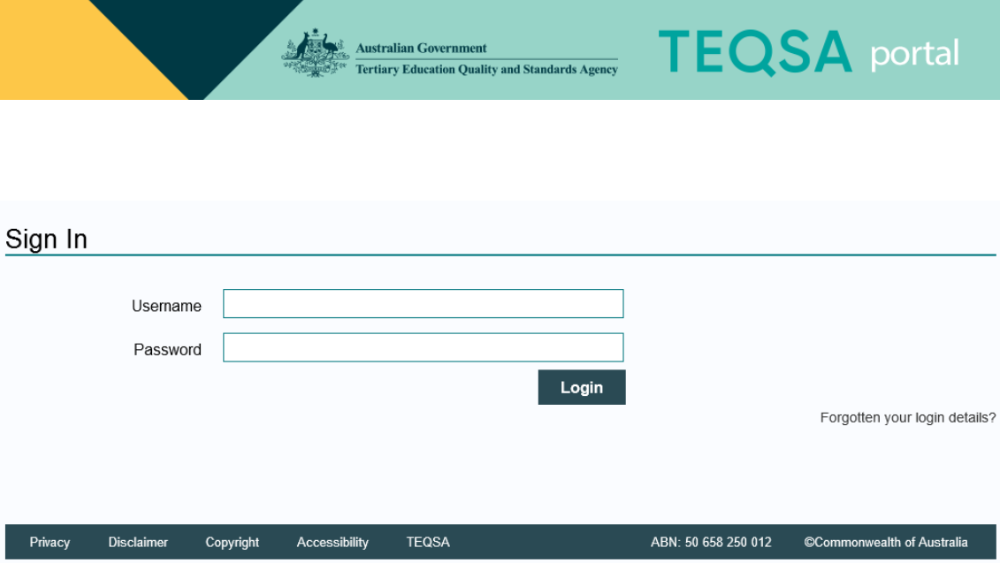 Australian Government
Tertiary Education Quality and Standards Agency
TEQSA portal
Sign In
Username
Password
Login
Forgotten your login details?
Privacy Disclaimer Copyright Accessibility TEQSA ABN: 50 658 250 012 ©Commonwealth of Australia